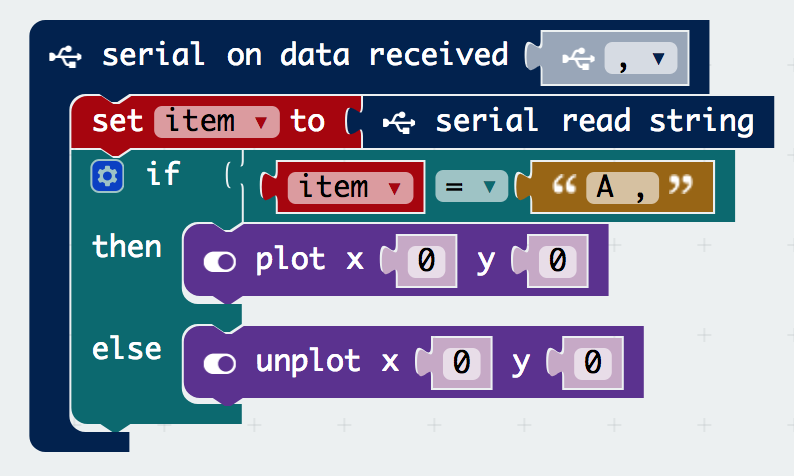 serial on data received ,
set item to serial read string
if item = “ A , ”
then plot x 0 y 0
else unplot x 0 y 0